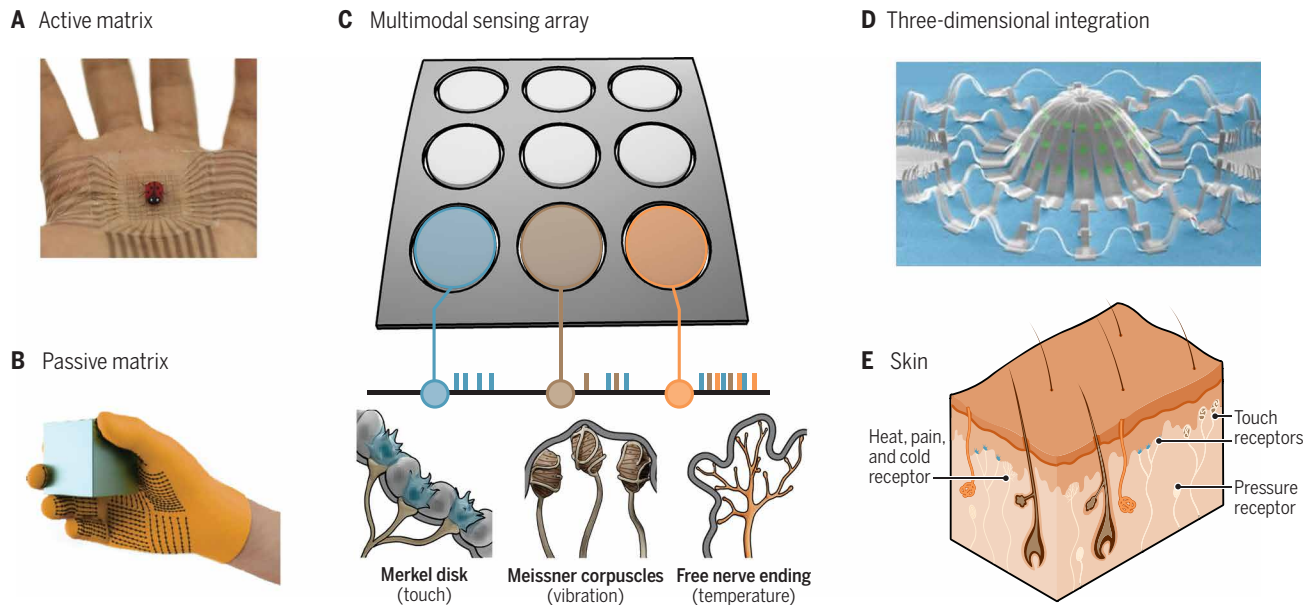 A Active matrix
B Passive matrix
C Multimodal sensing array
Merkel disk
(touch)
Meissner corpuscles
(vibration)
Free nerve ending
(temperature)
D Three-dimensional integration
E Skin
Heat, pain,
and cold
receptor
Touch
receptors
Pressure
receptor